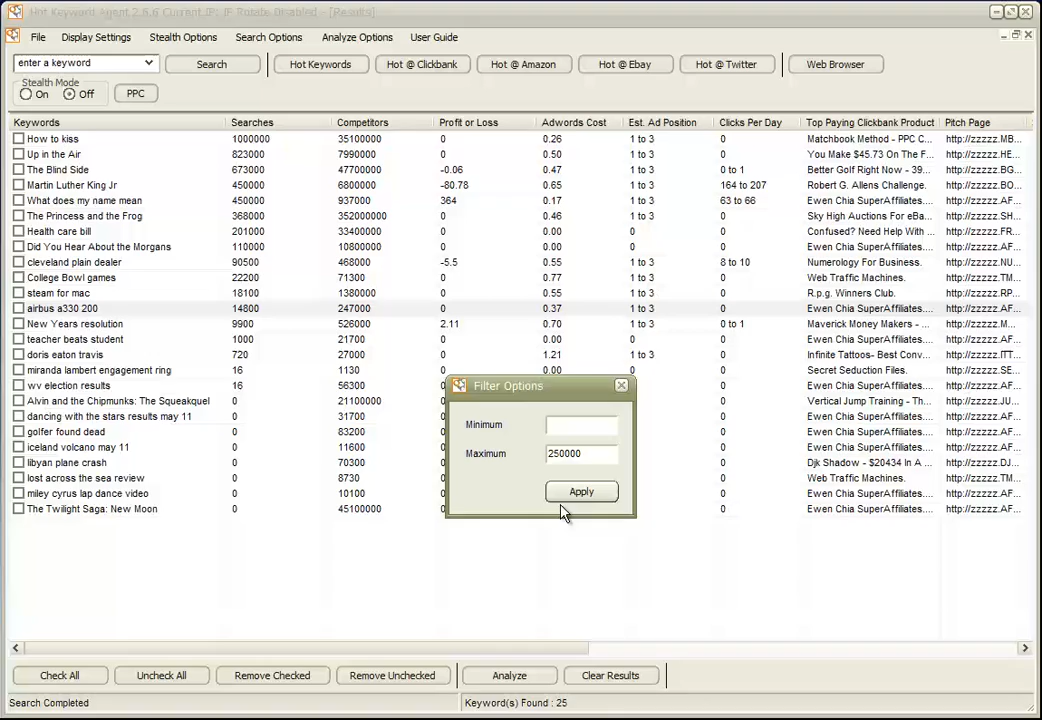 Hot Keyword Agent 2.6.6 Current IP: IP Rotate Disabled - [Results]
File Display Settings Stealth Options Search Options Analyze Options User Guide
enter a keyword Search Hot Keywords Hot @ Clickbank Hot @ Amazon Hot @ Ebay Hot @ Twitter Web Browser
Stealth Mode
On Off PPC
Keywords Searches Competitors Profit or Loss Adwords Cost Est. Ad Position Clicks Per Day Top Paying Clickbank Product Pitch Page
How to kiss 1000000 35100000 0 0.26 1 to 3 0 Matchbook Method - PPC C... http://zzzzz.MB...
Up in the Air 823000 7990000 0 0.50 1 to 3 0 You Make $45.73 On The F... http://zzzzz.HE...
The Blind Side 673000 47700000 -0.06 0.47 1 to 3 0 to 1 Better Golf Right Now - 39... http://zzzzz.BG...
Martin Luther King Jr 450000 6800000 -80.78 0.65 1 to 3 164 to 207 Robert G. Allens Challenge. http://zzzzz.BO...
What does my name mean 450000 937000 364 0.17 1 to 3 63 to 66 Ewen Chia SuperAffiliates.... http://zzzzz.AF...
The Princess and the Frog 368000 352000000 0 0.46 1 to 3 0 Sky High Auctions For eBa... http://zzzzz.SK...
Health care bill 201000 33400000 0 0.00 0 0 Confused? Need Help With ... http://zzzzz.FR...
Did You Hear About the Morgans 110000 10800000 0 0.00 0 0 Ewen Chia SuperAffiliates.... http://zzzzz.AF...
cleveland plain dealer 90500 468000 -5.5 0.55 1 to 3 8 to 10 Numerology For Business. http://zzzzz.NU...
College Bowl games 22200 71300 0 0.77 1 to 3 0 Web Traffic Machines. http://zzzzz.TR...
steam for mac 18100 1380000 0 0.55 1 to 3 0 R.p.g. Winners Club. http://zzzzz.RP...
airbus a330 200 14800 247000 0 0.37 1 to 3 0 Ewen Chia SuperAffiliates.... http://zzzzz.AF...
New Years resolution 9900 526000 2.11 0.70 1 to 3 0 to 1 Maverick Money Makers - ... http://zzzzz.M...
teacher beats student 1000 21700 0 0.00 0 0 Ewen Chia SuperAffiliates.... http://zzzzz.AF...
doris eaton travis 720 27000 0 1.21 1 to 3 0 Infinite Tattoos- Best Conv... http://zzzzz.ITT...
miranda lambert engagement ring 16 1130 0 0.00 0 0 Secret Seduction Files. http://zzzzz.SE...
wv election results 16 56300 0 Ewen Chia SuperAffiliates.... http://zzzzz.AF...
Alvin and the Chipmunks: The Squeakquel 0 21100000 0 Vertical Jump Training - Th... http://zzzzz.JU...
dancing with the stars results may 11 0 31700 0 Ewen Chia SuperAffiliates.... http://zzzzz.AF...
golfer found dead 0 83200 0 Ewen Chia SuperAffiliates.... http://zzzzz.AF...
iceland volcano may 11 0 11600 0 Ewen Chia SuperAffiliates.... http://zzzzz.AF...
libyan plane crash 0 70300 0 Djk Shadow - $20434 In A ... http://zzzzz.DJ...
lost across the sea review 0 8730 0 Web Traffic Machines. http://zzzzz.TR...
miley cyrus lap dance video 0 10100 0 Ewen Chia SuperAffiliates.... http://zzzzz.AF...
The Twilight Saga: New Moon 0 45100000 0 Ewen Chia SuperAffiliates.... http://zzzzz.AF...
Filter Options
Minimum
Maximum 250000
Apply
Check All Uncheck All Remove Checked Remove Unchecked Analyze Clear Results
Search Completed Keyword(s) Found : 25